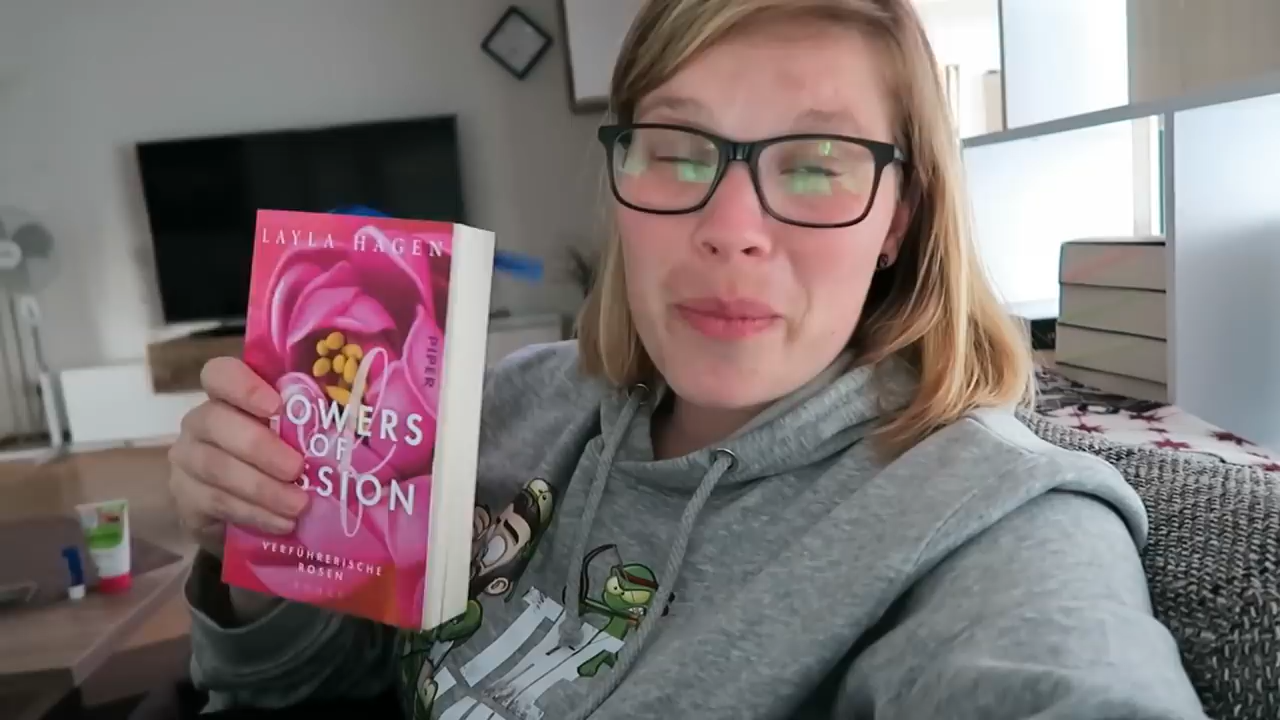 LAYLA HAGEN
PIPER
OWERS
OF
SSION
VERFÜHRERISCHE
ROSEN